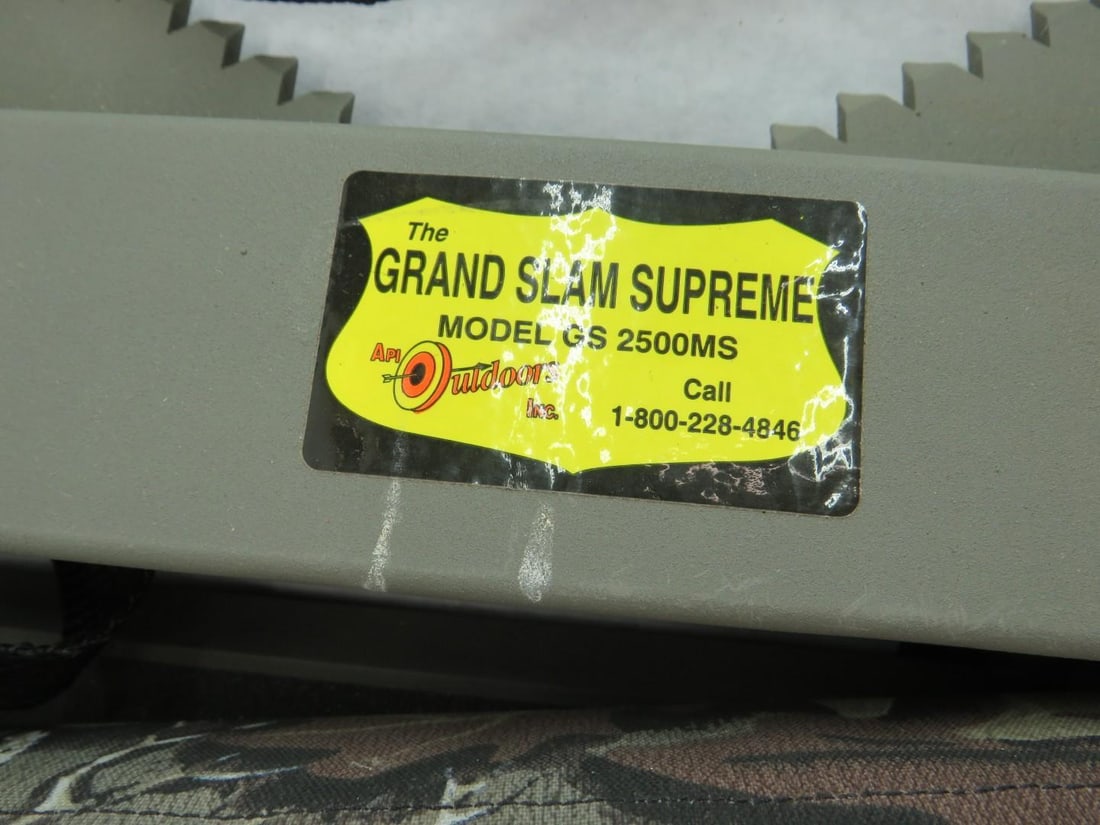 The
GRAND SLAM SUPREME
MODEL GS 2500MS
API Outdoors
Inc.
Call
1-800-228-4846